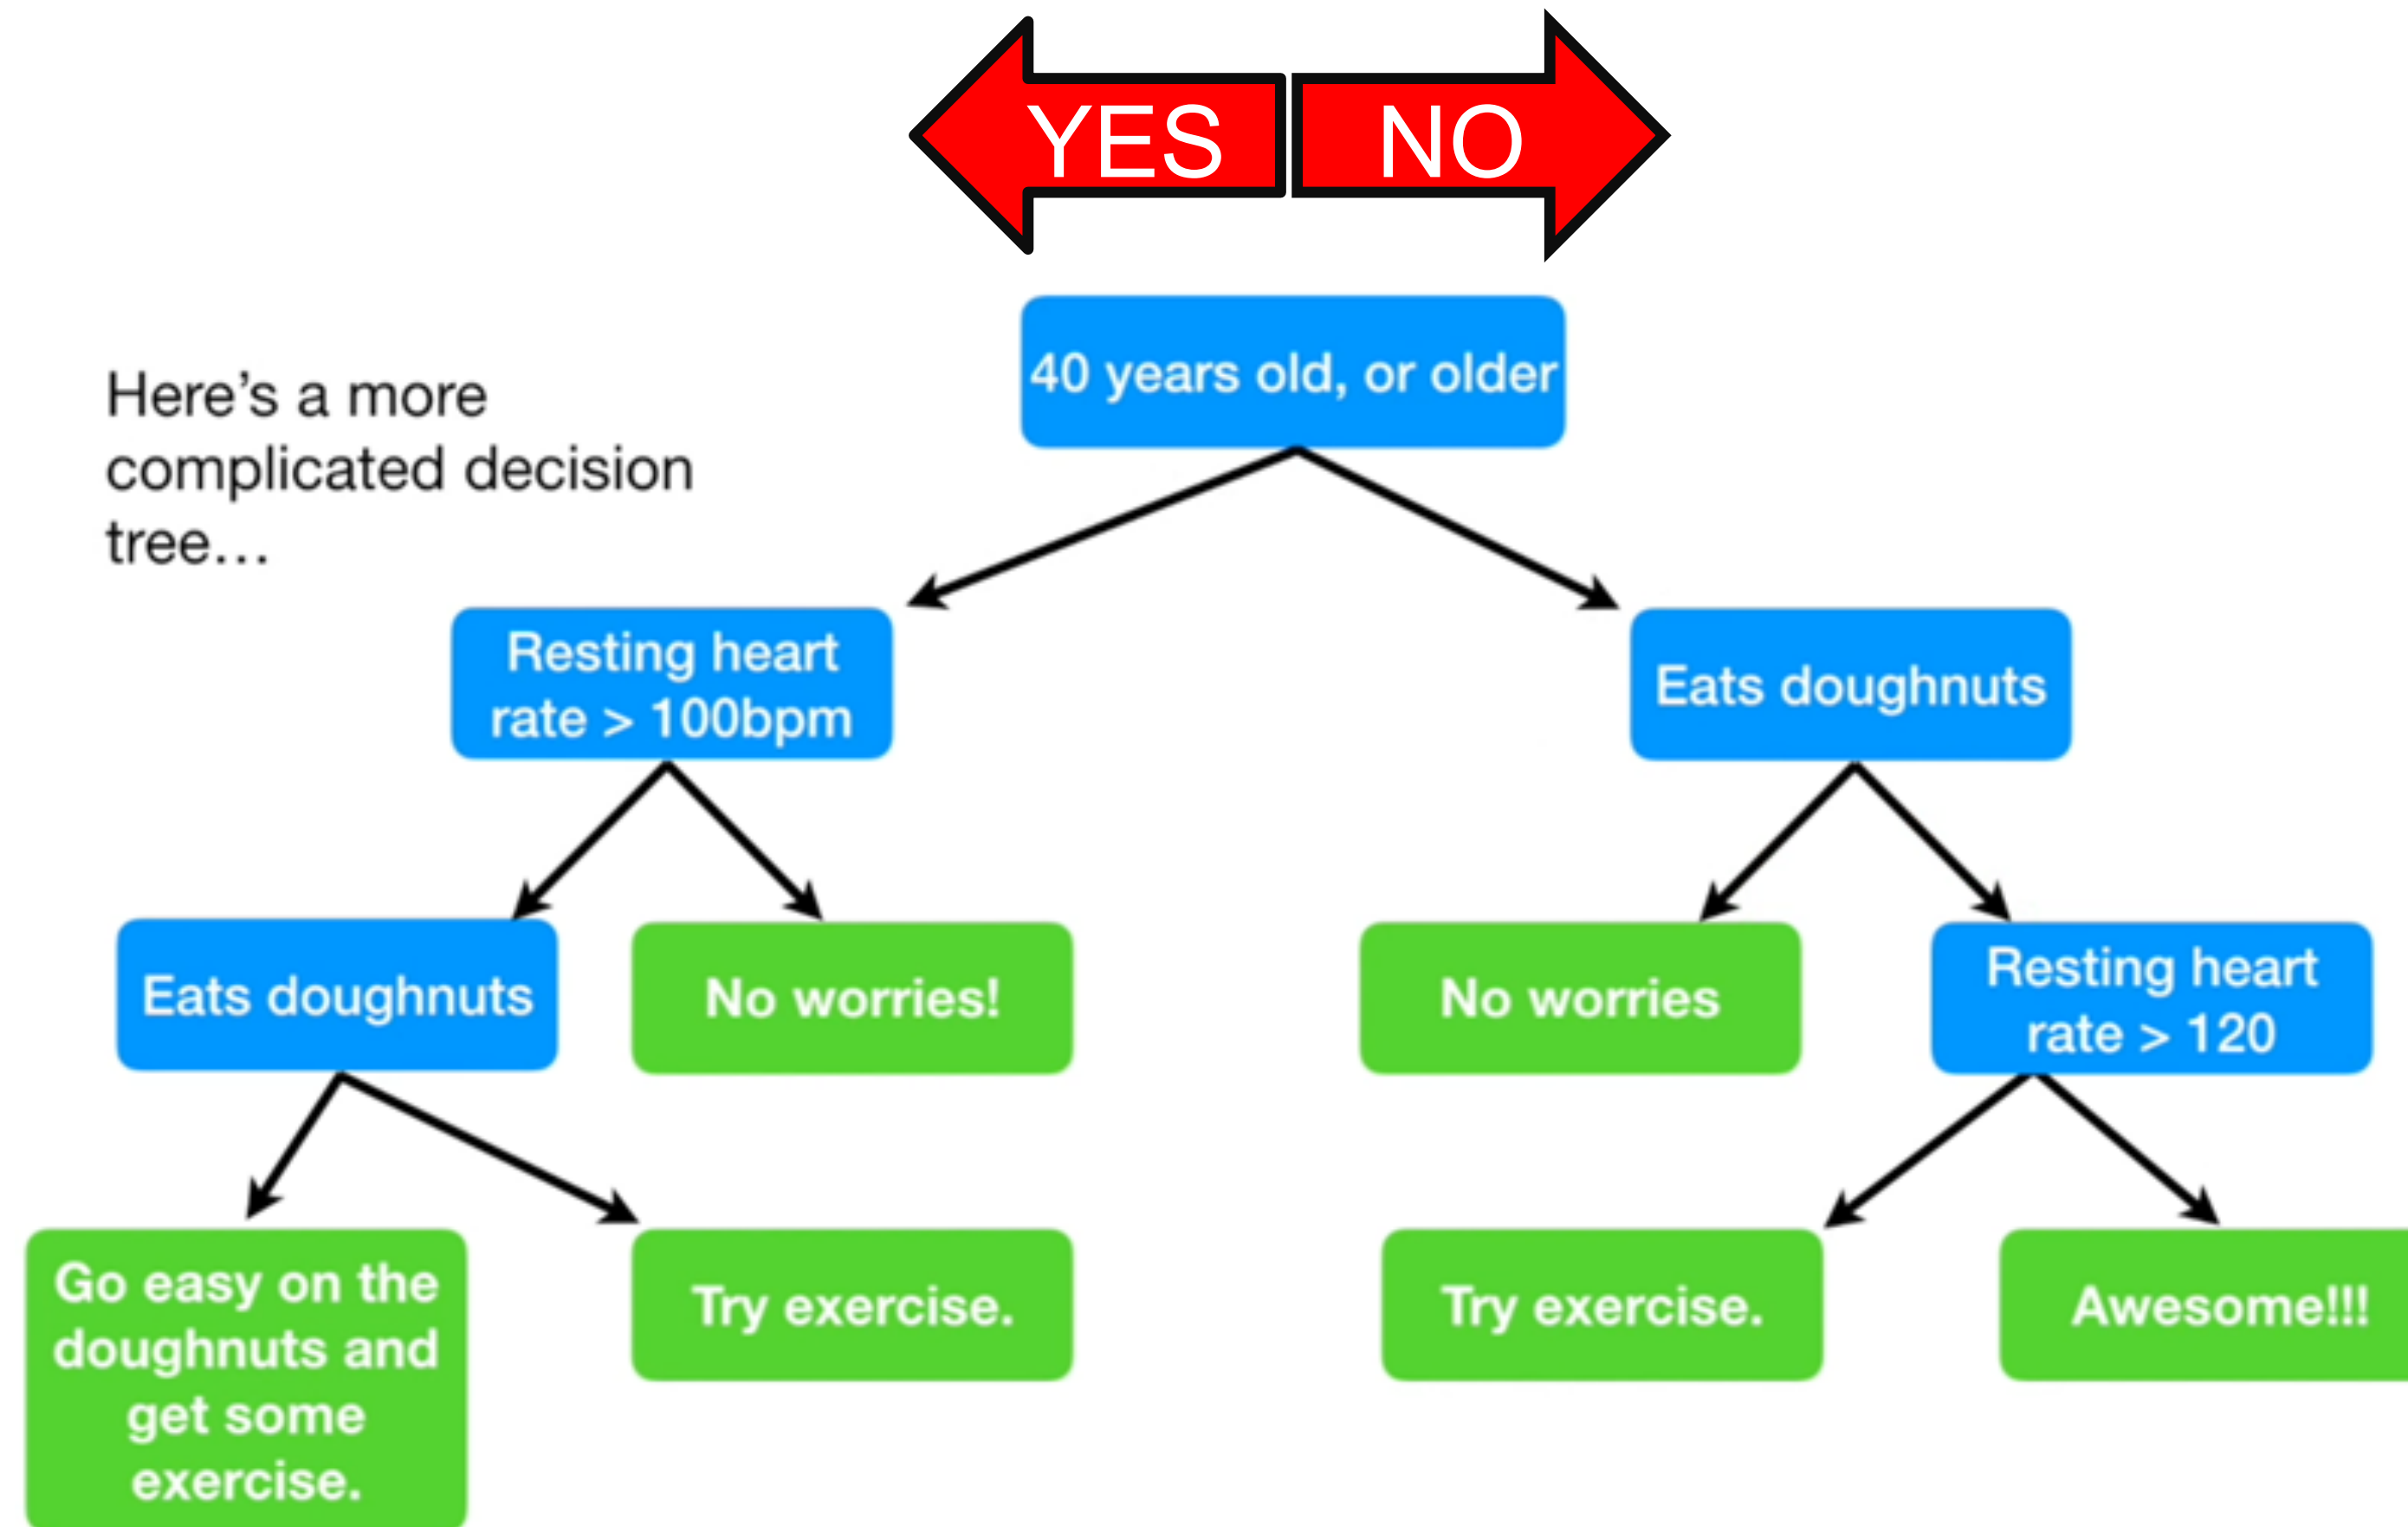 YES NO
40 years old, or older
Here's a more
complicated decision
tree...
Resting heart
rate > 100bpm
Eats doughnuts
Eats doughnuts
No worries!
No worries
Resting heart
rate > 120
Go easy on the
doughnuts and
get some
exercise.
Try exercise.
Try exercise.
Awesome!!!